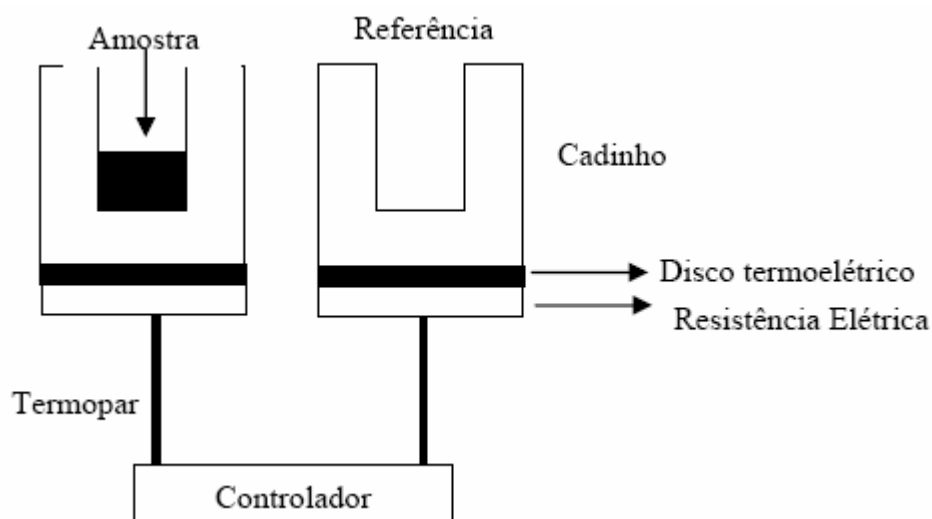 Amostra
Referência
Cadinho
Disco termoelétrico
Resistência Elétrica
Termopar
Controlador